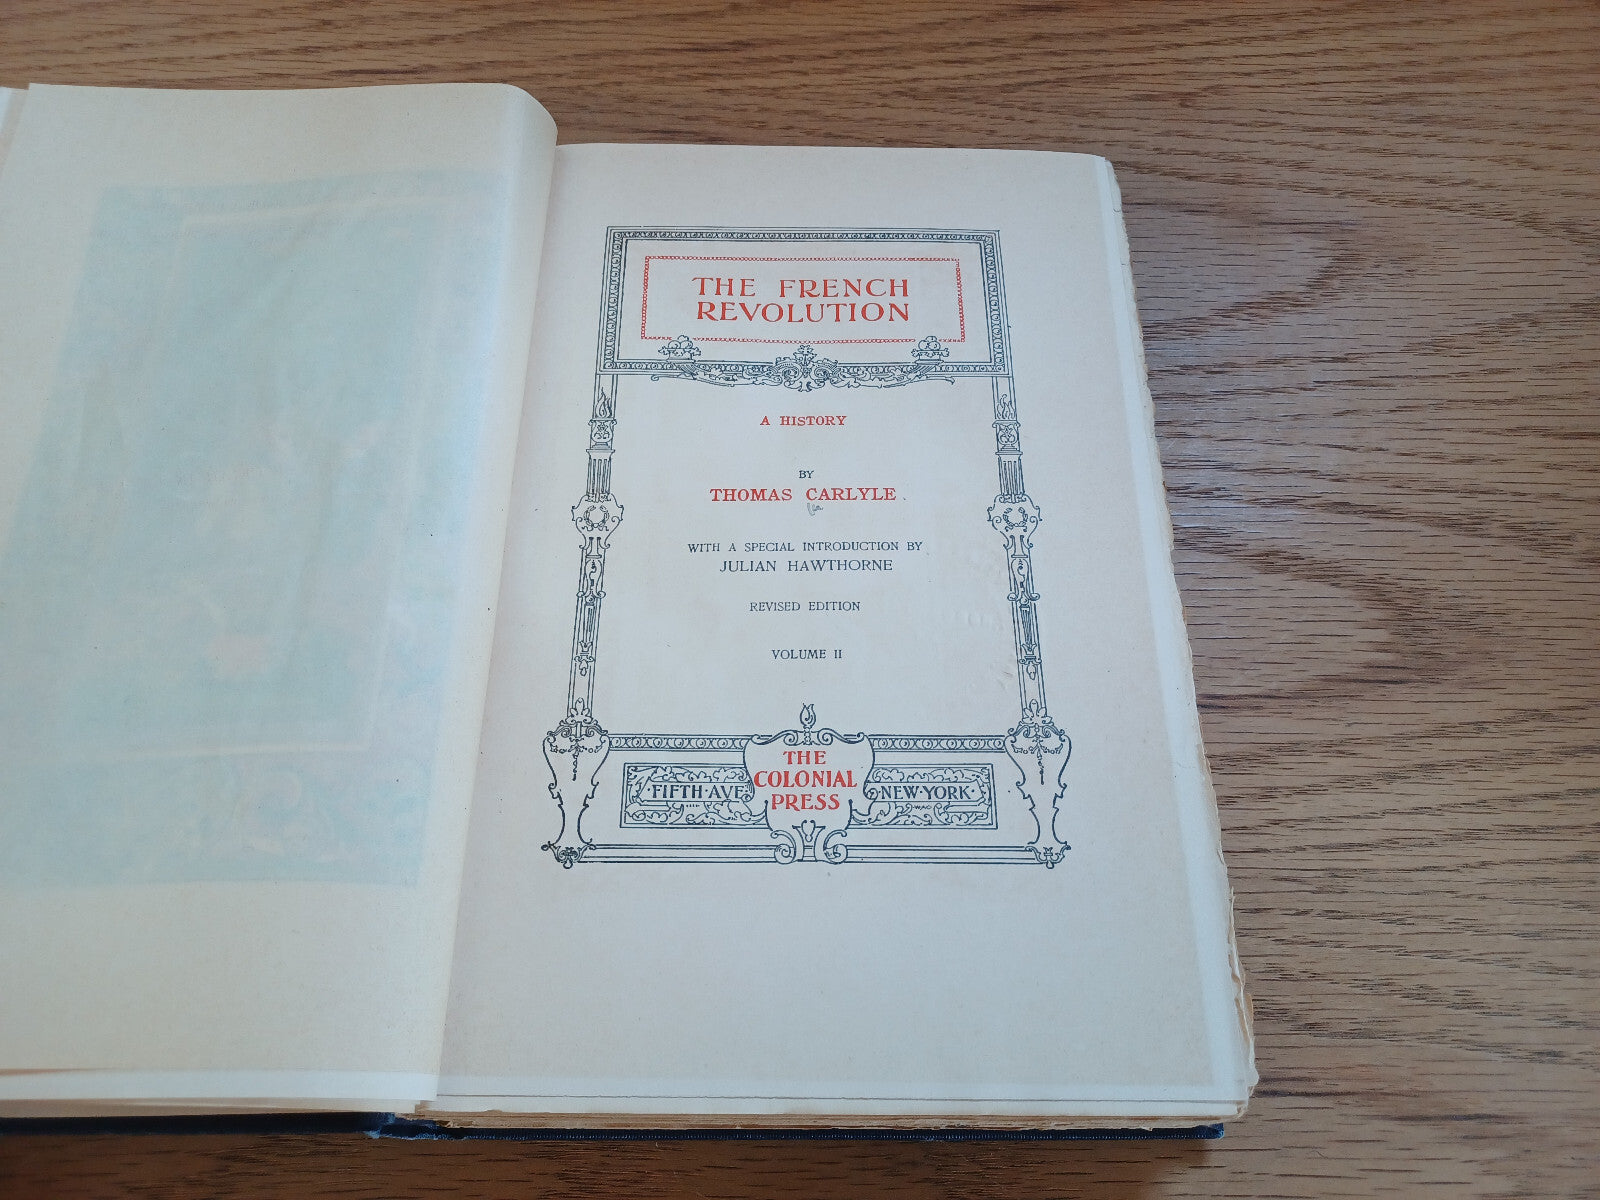 THE FRENCH
REVOLUTION
A HISTORY
BY
THOMAS CARLYLE
WITH A SPECIAL INTRODUCTION BY
JULIAN HAWTHORNE
REVISED EDITION
VOLUME II
THE
COLONIAL
PRESS
·FIFTH·AVE·
·NEW·YORK·